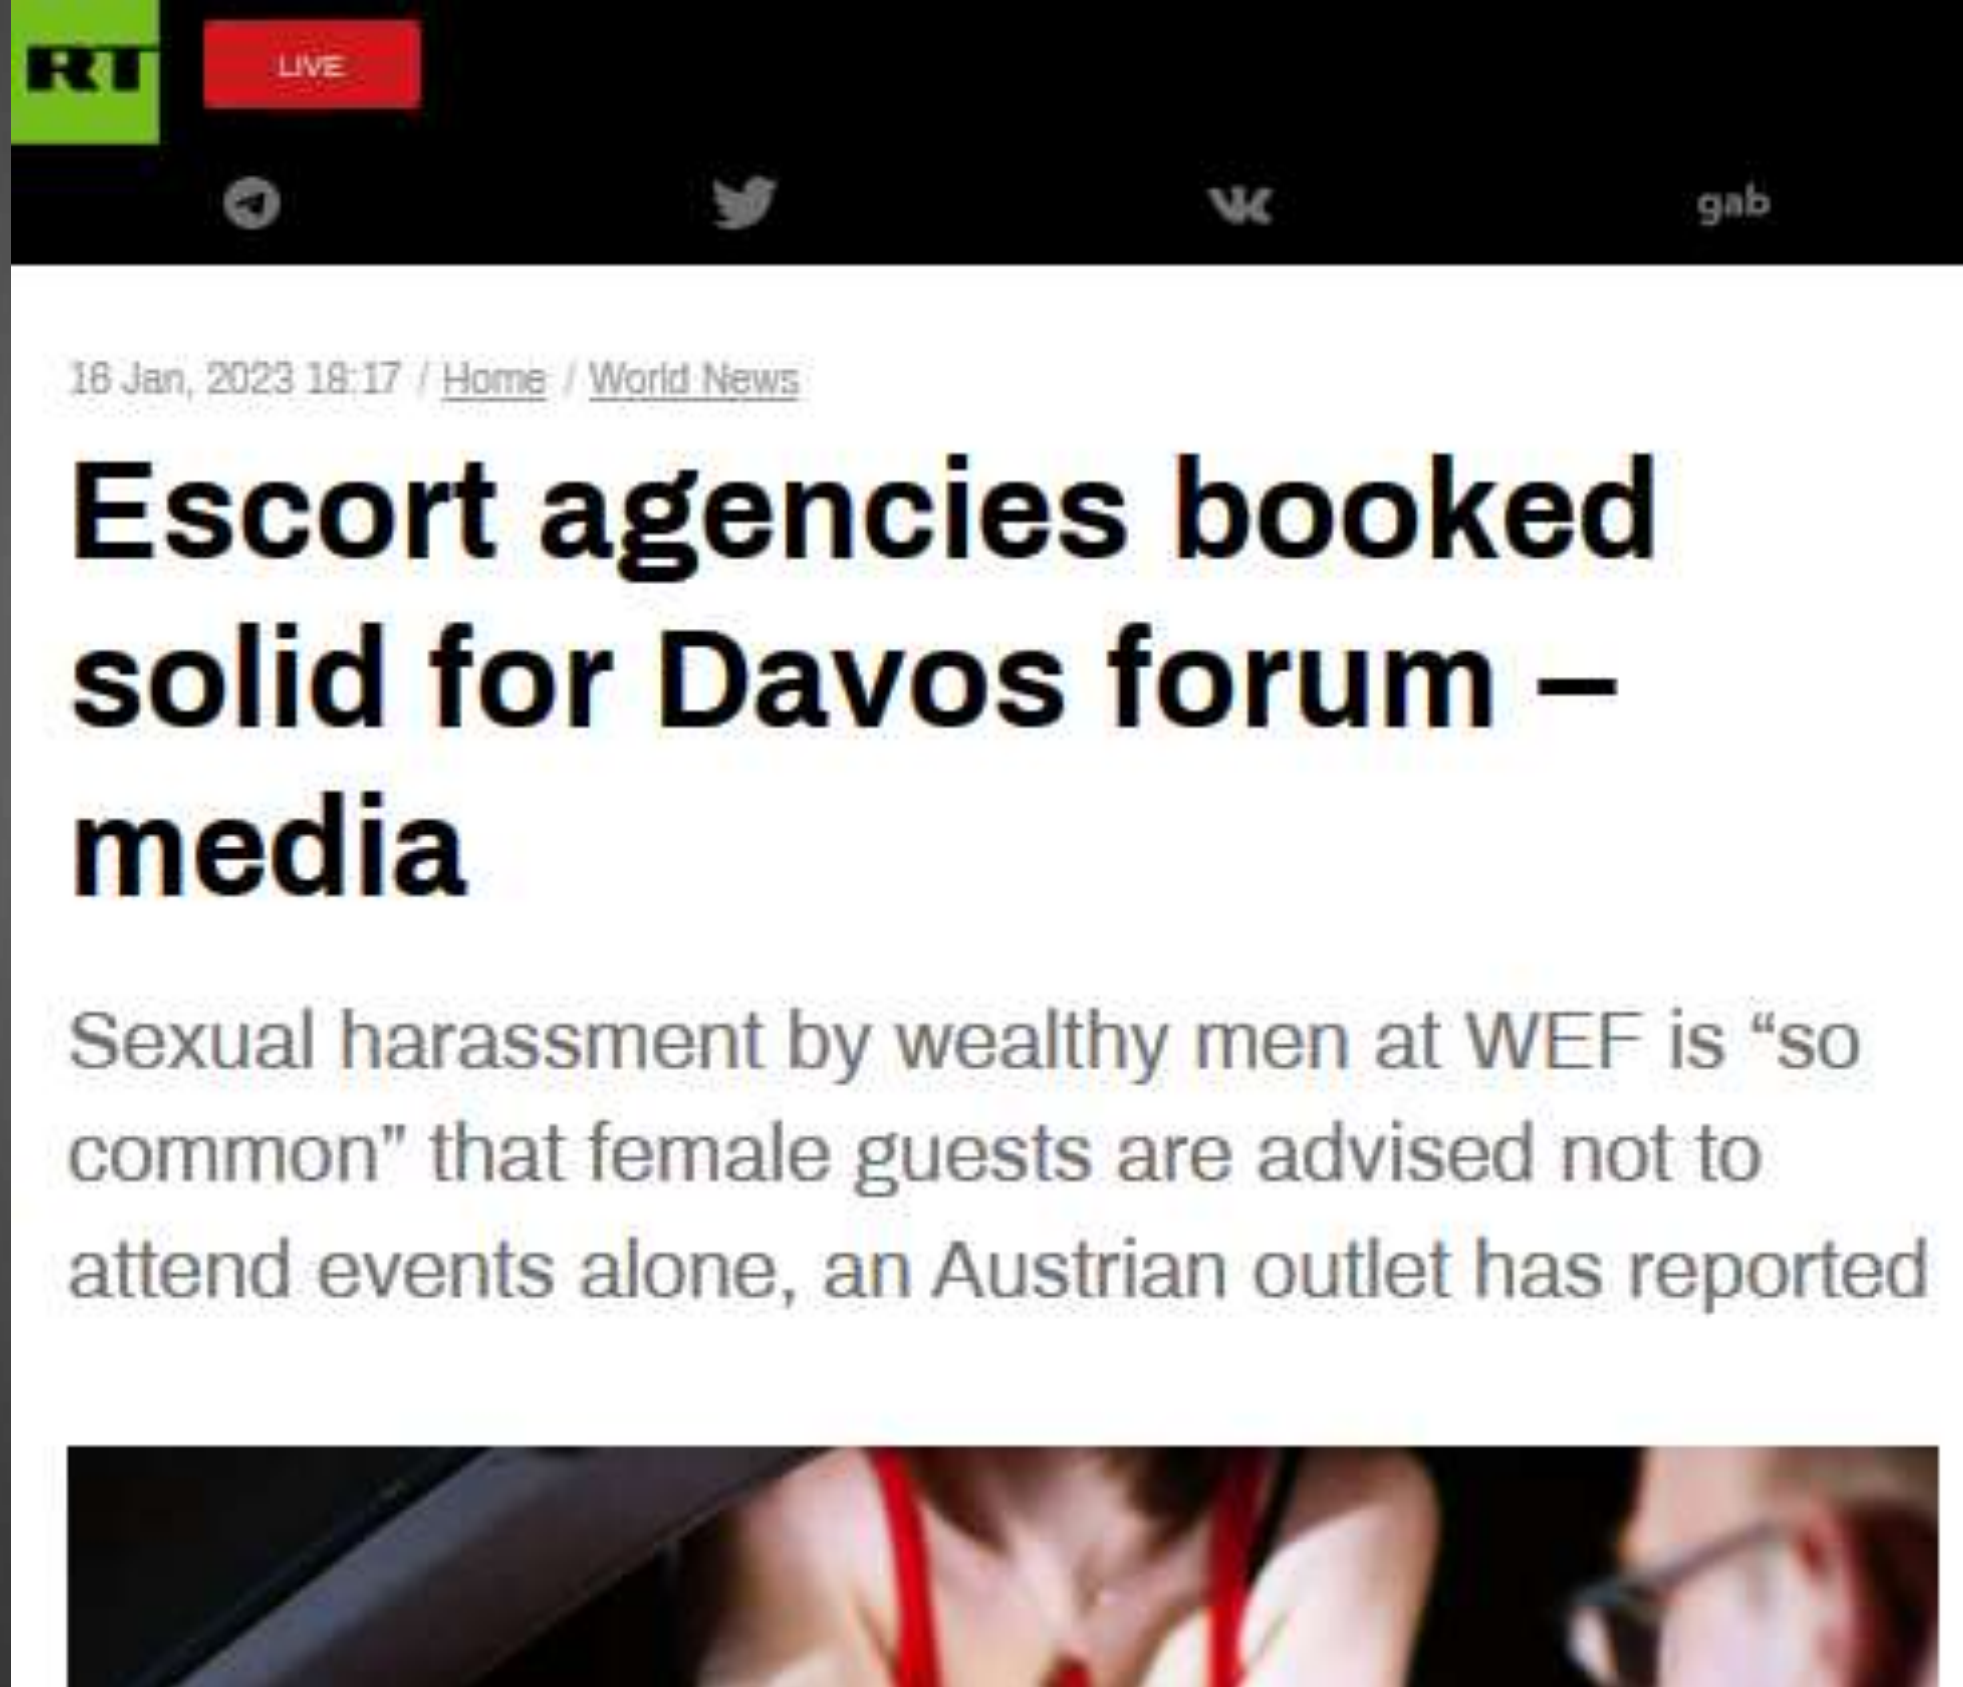 RT
LIVE
gab
16 Jan, 2023 18:17 / Home / World News
Escort agencies booked
solid for Davos forum –
media
Sexual harassment by wealthy men at WEF is “so
common” that female guests are advised not to
attend events alone, an Austrian outlet has reported